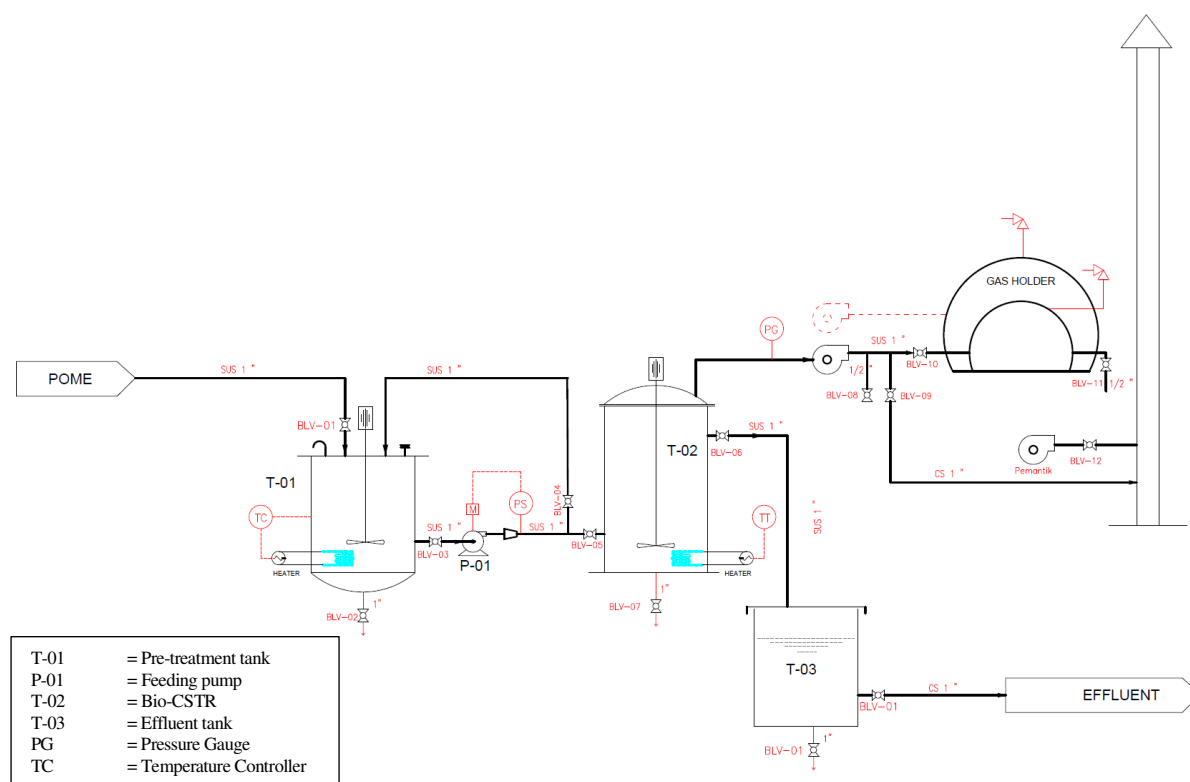 POME
SUS 1 "
SUS 1 "
BLV-01
T-01
TC
HEATER
BLV-02
1"
SUS 1 "
BLV-03
M
P-01
PS
SUS 1 "
BLV-04
BLV-05
T-02
TT
HEATER
BLV-07
1"
SUS 1 "
BLV-06
SUS 1 "
PG
SUS 1 "
1/2 "
BLV-08
BLV-09
BLV-10
GAS HOLDER
BLV-11
1/2 "
Pemantik
BLV-12
CS 1 "
T-03
BLV-01
1"
BLV-01
CS 1 "
EFFLUENT
T-01 = Pre-treatment tank
P-01 = Feeding pump
T-02 = Bio-CSTR
T-03 = Effluent tank
PG = Pressure Gauge
TC = Temperature Controller